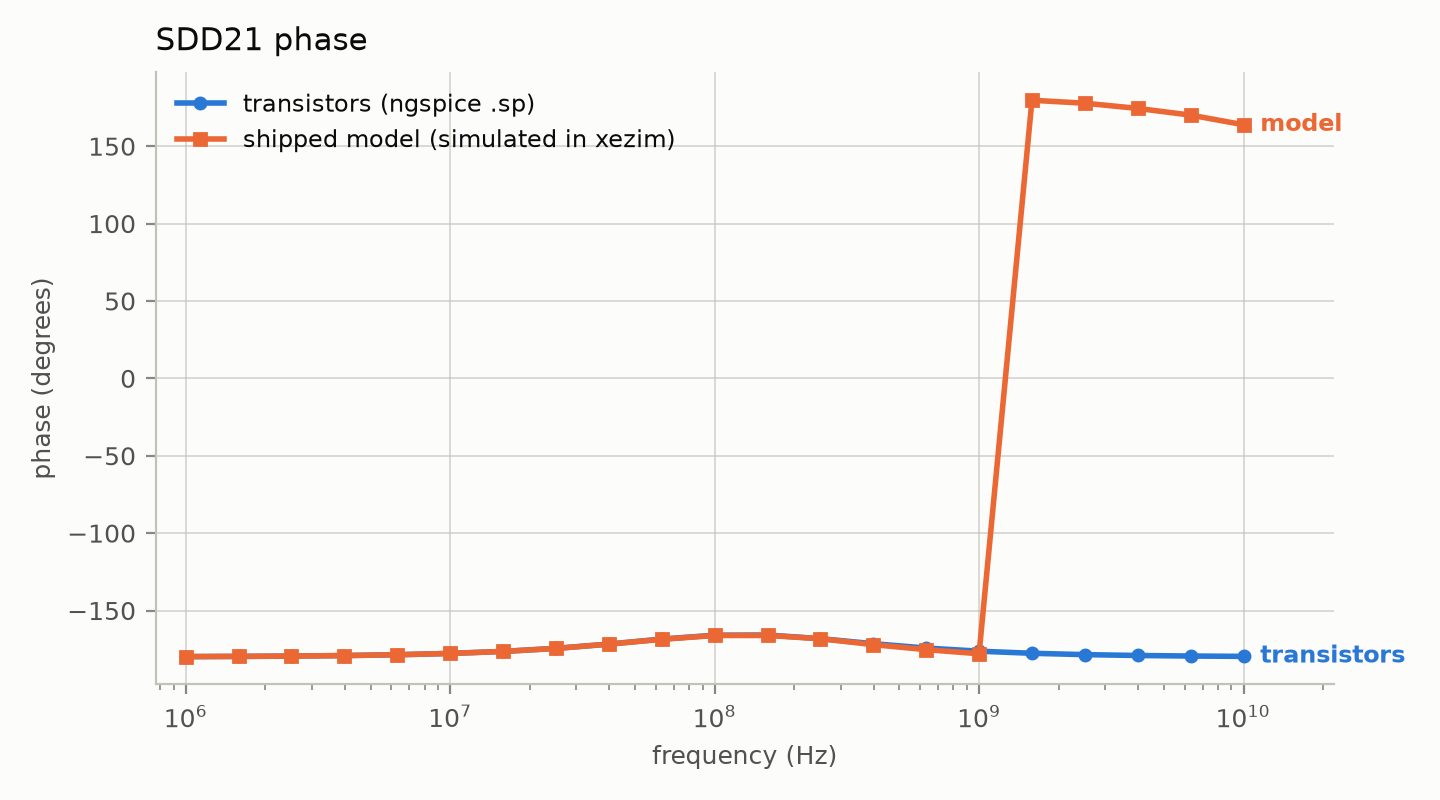 SDD21 phase
transistors (ngspice .sp)
shipped model (simulated in xezim)
model
transistors
phase (degrees)
150
100
50
0
−50
−100
−150
10⁶
10⁷
10⁸
10⁹
10¹⁰
frequency (Hz)